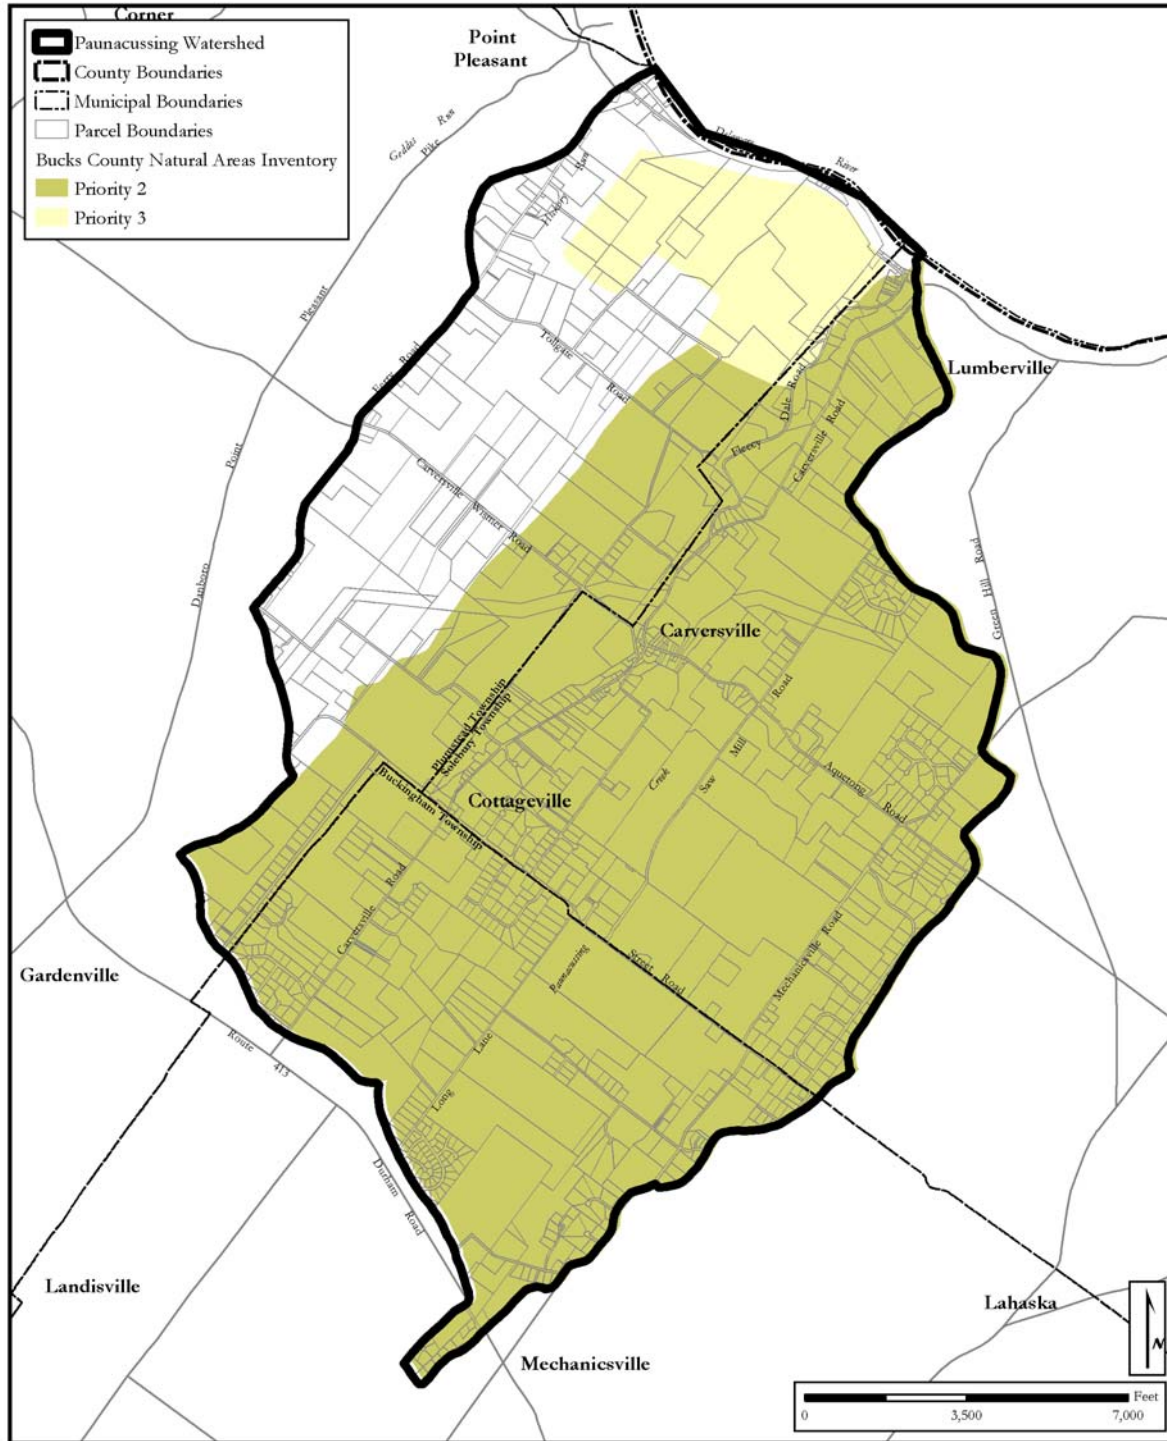 Corner
Paunacussing Watershed
County Boundaries
Municipal Boundaries
Parcel Boundaries
Bucks County Natural Areas Inventory
Priority 2
Priority 3
Point
Pleasant
Geddes Run
Pike
Delaware River
Hickory Run
Pleasant
Tollgate Road
Ferry Road
Lumberville
Dale Road
Fleecy
Carversville Road
Point
Carversville Wismer Road
Danboro
Green Hill Road
Carversville
Plumstead Township
Solebury Township
Road
Mill
Saw
Creek
Aquetong Road
Buckingham Township
Cottageville
Carversville Road
Mechanicsville Road
Gardenville
Paunacussing
Street Road
Route 413
Long Lane
Durham Road
Landisville
Lahaska
Mechanicsville
N
Feet
0 3,500 7,000